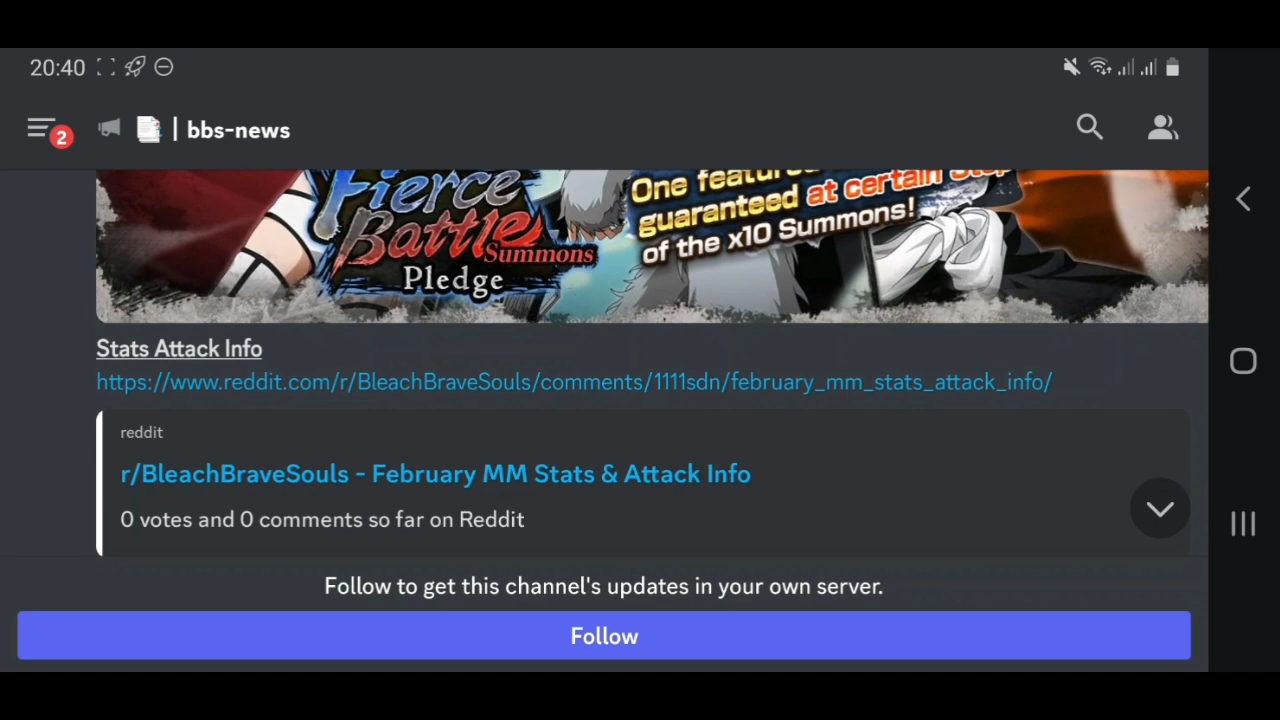 20:40
2
| bbs-news
Fierce
Battle
Summons
Pledge
One
guaranteed at certain
of the x10 Summons!
Stats Attack Info
https://www.reddit.com/r/BleachBraveSouls/comments/1111sdn/february_mm_stats_attack_info/
reddit
r/BleachBraveSouls - February MM Stats & Attack Info
0 votes and 0 comments so far on Reddit
Follow to get this channel's updates in your own server.
Follow